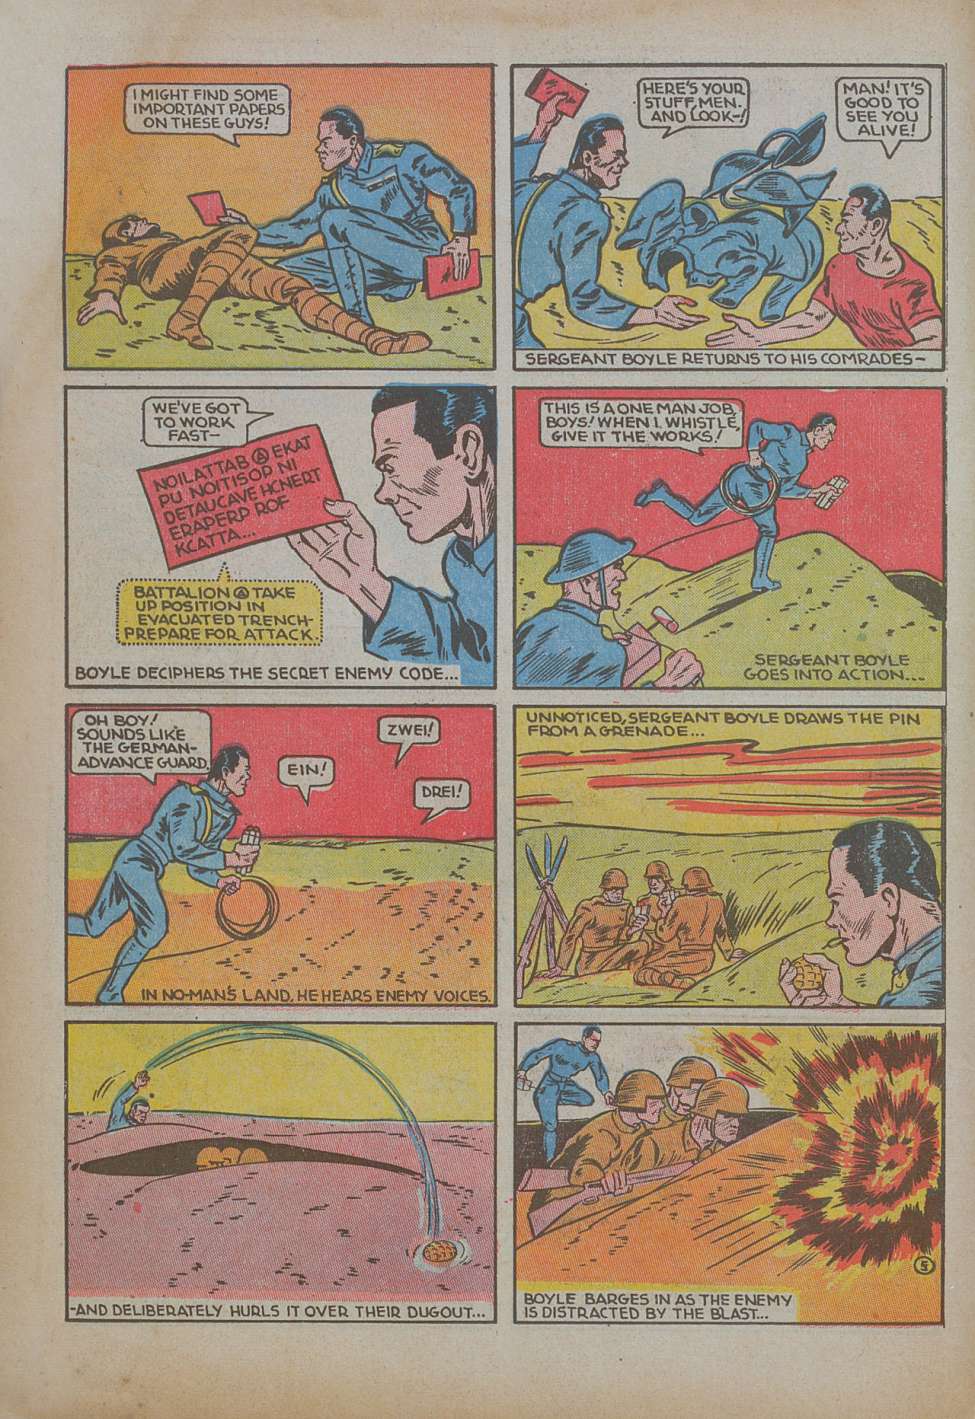 I MIGHT FIND SOME
IMPORTANT PAPERS
ON THESE GUYS!
HERE'S YOUR
STUFF, MEN.
AND LOOK-!
MAN! IT'S
GOOD TO
SEE YOU
ALIVE!
SERGEANT BOYLE RETURNS TO HIS COMRADES-
WE'VE GOT
TO WORK
FAST-
NOILATTAB A EKAT
PU NOITISOP NI
DETAUCAVE HCNERT
ERAPERP ROF
KCATTA...
BATTALION A TAKE
UP POSITION IN
EVACUATED TRENCH-
PREPARE FOR ATTACK.
BOYLE DECIPHERS THE SECRET ENEMY CODE...
THIS IS A ONE MAN JOB,
BOYS! WHEN I WHISTLE,
GIVE IT THE WORKS!
SERGEANT BOYLE
GOES INTO ACTION...
OH BOY!
SOUNDS LIKE
THE GERMAN-
ADVANCE GUARD.
EIN!
ZWEI!
DREI!
IN NO-MAN'S LAND, HE HEARS ENEMY VOICES.
UNNOTICED, SERGEANT BOYLE DRAWS THE PIN
FROM A GRENADE...
-AND DELIBERATELY HURLS IT OVER THEIR DUGOUT...
BOYLE BARGES IN AS THE ENEMY
IS DISTRACTED BY THE BLAST...